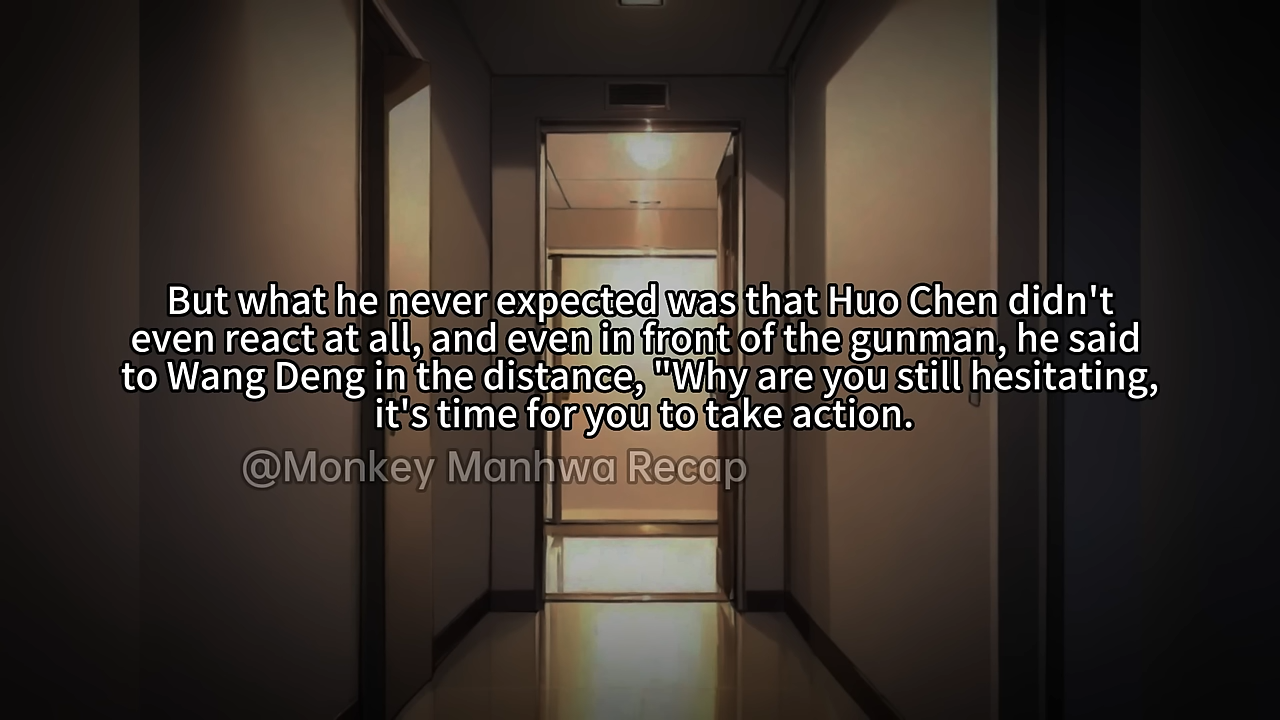 But what he never expected was that Huo Chen didn't
even react at all, and even in front of the gunman, he said
to Wang Deng in the distance, "Why are you still hesitating,
it's time for you to take action.
@Monkey Manhwa Recap